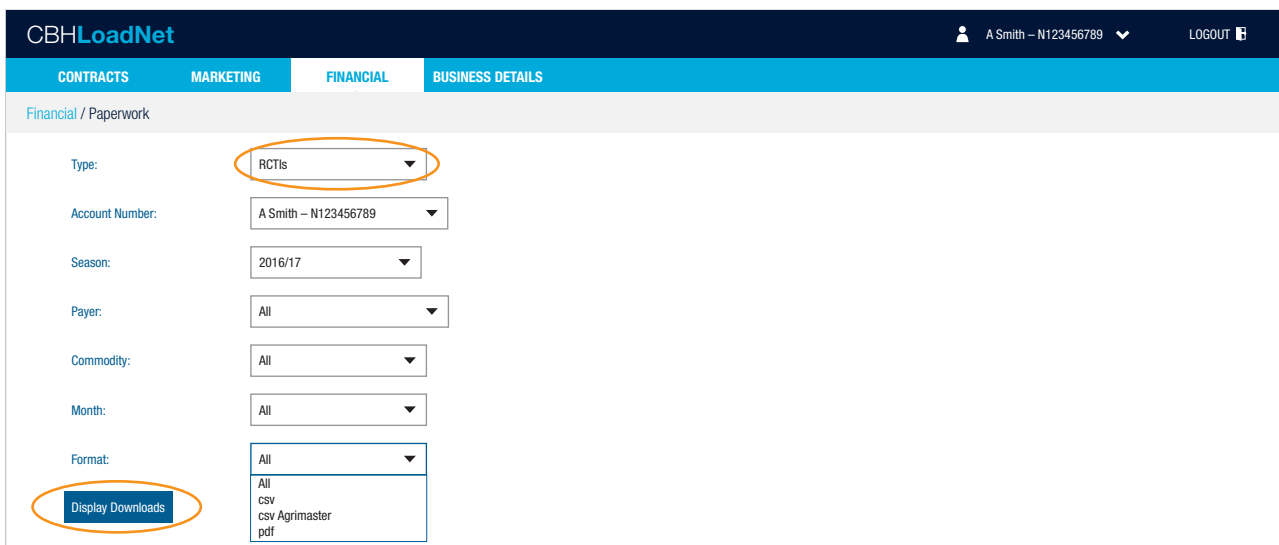 CBHLoadNet
A Smith – N123456789
LOGOUT
CONTRACTS MARKETING FINANCIAL BUSINESS DETAILS
Financial / Paperwork
Type: RCTIs
Account Number: A Smith – N123456789
Season: 2016/17
Payer: All
Commodity: All
Month: All
Format: All
All
csv
csv Agrimaster
pdf
Display Downloads